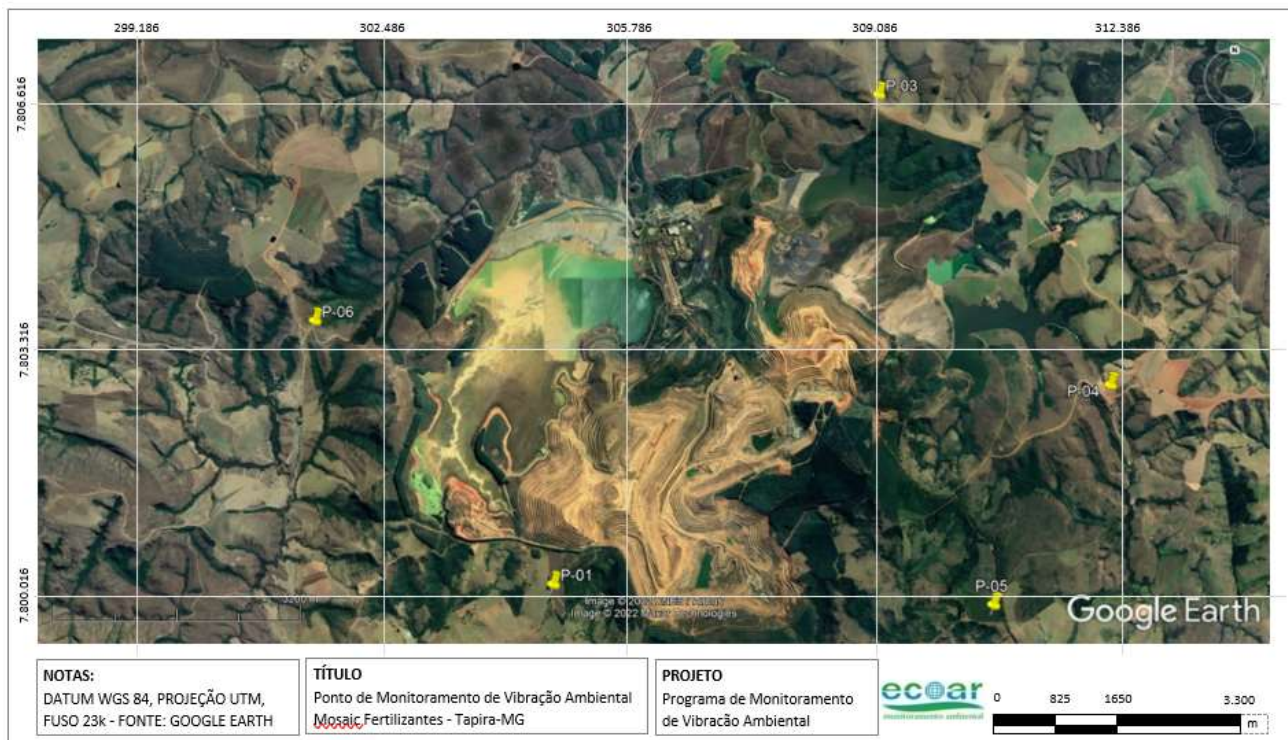 299.186 302.486 305.786 309.086 312.386
7.806.616
P-03
P-06
7.803.316
P-04
P-01
P-05
7.800.016
Google Earth
NOTAS:
DATUM WGS 84, PROJEÇÃO UTM,
FUSO 23k - FONTE: GOOGLE EARTH
TÍTULO
Ponto de Monitoramento de Vibração Ambiental
Mosaic Fertilizantes - Tapira-MG
PROJETO
Programa de Monitoramento
de Vibração Ambiental
ecoar
monitoramento ambiental
0 825 1650 3.300
m